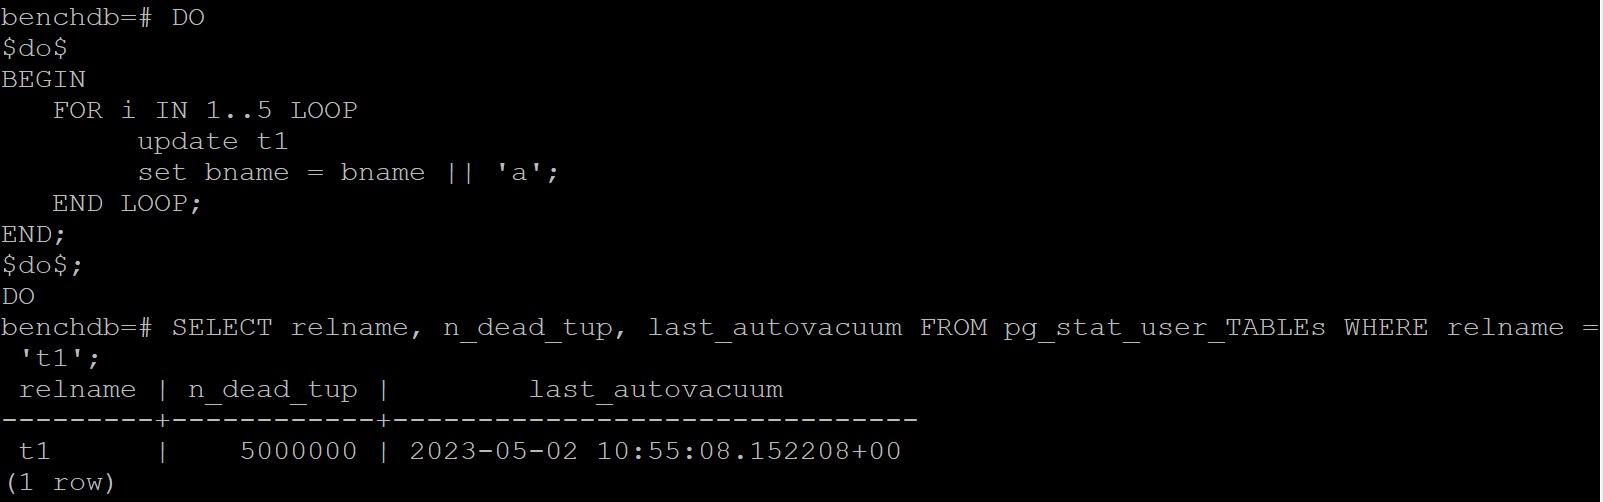 benchdb=# DO
$do$
BEGIN
   FOR i IN 1..5 LOOP
        update t1
        set bname = bname || 'a';
   END LOOP;
END;
$do$;
DO
benchdb=# SELECT relname, n_dead_tup, last_autovacuum FROM pg_stat_user_TABLEs WHERE relname =
 't1';
 relname | n_dead_tup |        last_autovacuum
---------+------------+-------------------------------
 t1      |    5000000 | 2023-05-02 10:55:08.152208+00
(1 row)